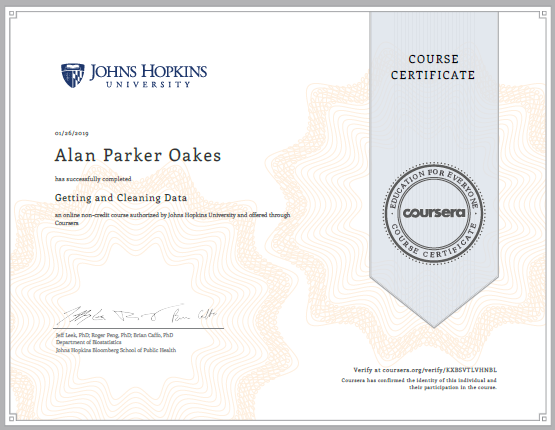 JOHNS HOPKINS
UNIVERSITY
COURSE
CERTIFICATE
01/26/2019
Alan Parker Oakes
has successfully completed
Getting and Cleaning Data
an online non-credit course authorized by Johns Hopkins University and offered through
Coursera
EDUCATION FOR EVERYONE
coursera
COURSE CERTIFICATE
Jeff Leek, PhD; Roger Peng, PhD; Brian Caffo, PhD
Department of Biostatistics
Johns Hopkins Bloomberg School of Public Health
Verify at coursera.org/verify/KXBSVTLVHNBL
Coursera has confirmed the identity of this individual and
their participation in the course.